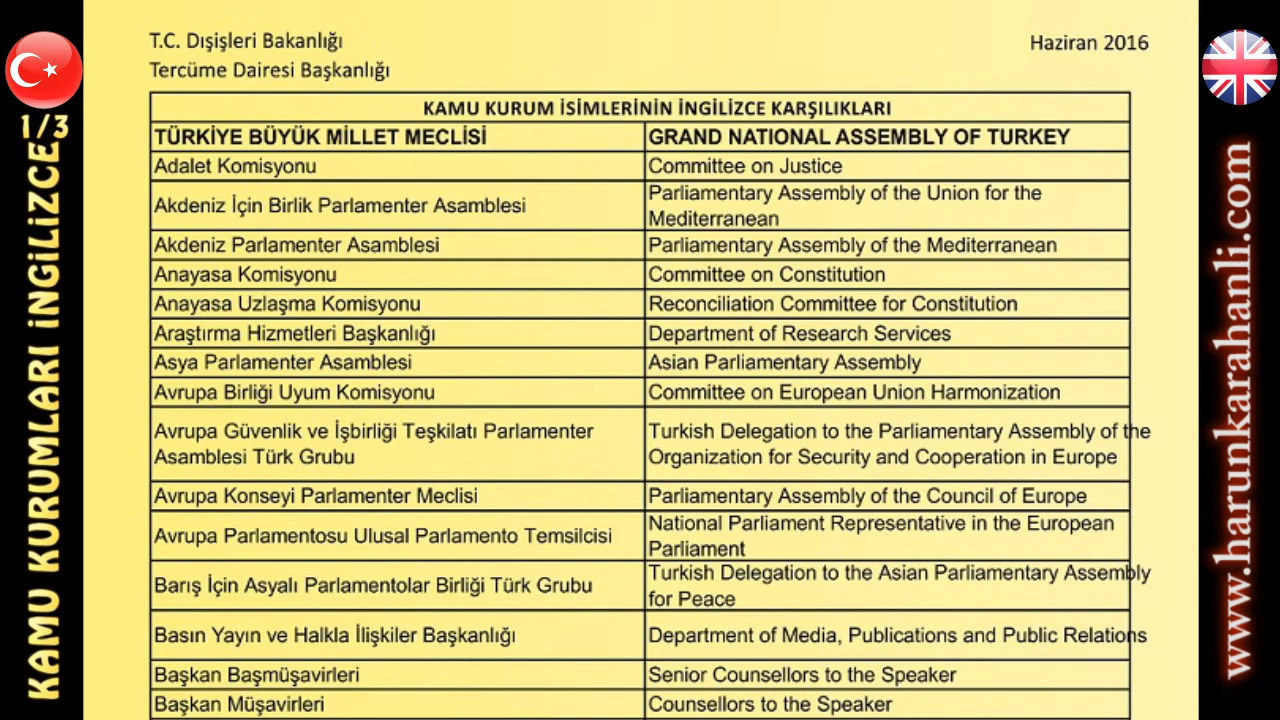 T.C. Dışişleri Bakanlığı
Haziran 2016
Tercüme Dairesi Başkanlığı
KAMU KURUM İSİMLERİNİN İNGİLİZCE KARŞILIKLARI
TÜRKİYE BÜYÜK MİLLET MECLİSİ
GRAND NATIONAL ASSEMBLY OF TURKEY
Adalet Komisyonu
Committee on Justice
Akdeniz İçin Birlik Parlamenter Asamblesi
Parliamentary Assembly of the Union for the
Mediterranean
Akdeniz Parlamenter Asamblesi
Parliamentary Assembly of the Mediterranean
Anayasa Komisyonu
Committee on Constitution
Anayasa Uzlaşma Komisyonu
Reconciliation Committee for Constitution
Araştırma Hizmetleri Başkanlığı
Department of Research Services
Asya Parlamenter Asamblesi
Asian Parliamentary Assembly
Avrupa Birliği Uyum Komisyonu
Committee on European Union Harmonization
Avrupa Güvenlik ve İşbirliği Teşkilatı Parlamenter
Asamblesi Türk Grubu
Turkish Delegation to the Parliamentary Assembly of the
Organization for Security and Cooperation in Europe
Avrupa Konseyi Parlamenter Meclisi
Parliamentary Assembly of the Council of Europe
Avrupa Parlamentosu Ulusal Parlamento Temsilcisi
National Parliament Representative in the European
Parliament
Barış İçin Asyalı Parlamentolar Birliği Türk Grubu
Turkish Delegation to the Asian Parliamentary Assembly
for Peace
Basın Yayın ve Halkla İlişkiler Başkanlığı
Department of Media, Publications and Public Relations
Başkan Başmüşavirleri
Senior Counsellors to the Speaker
Başkan Müşavirleri
Counsellors to the Speaker
KAMU KURUMLARI İNGİLİZCE, 1/3
www.harunkarahanli.com